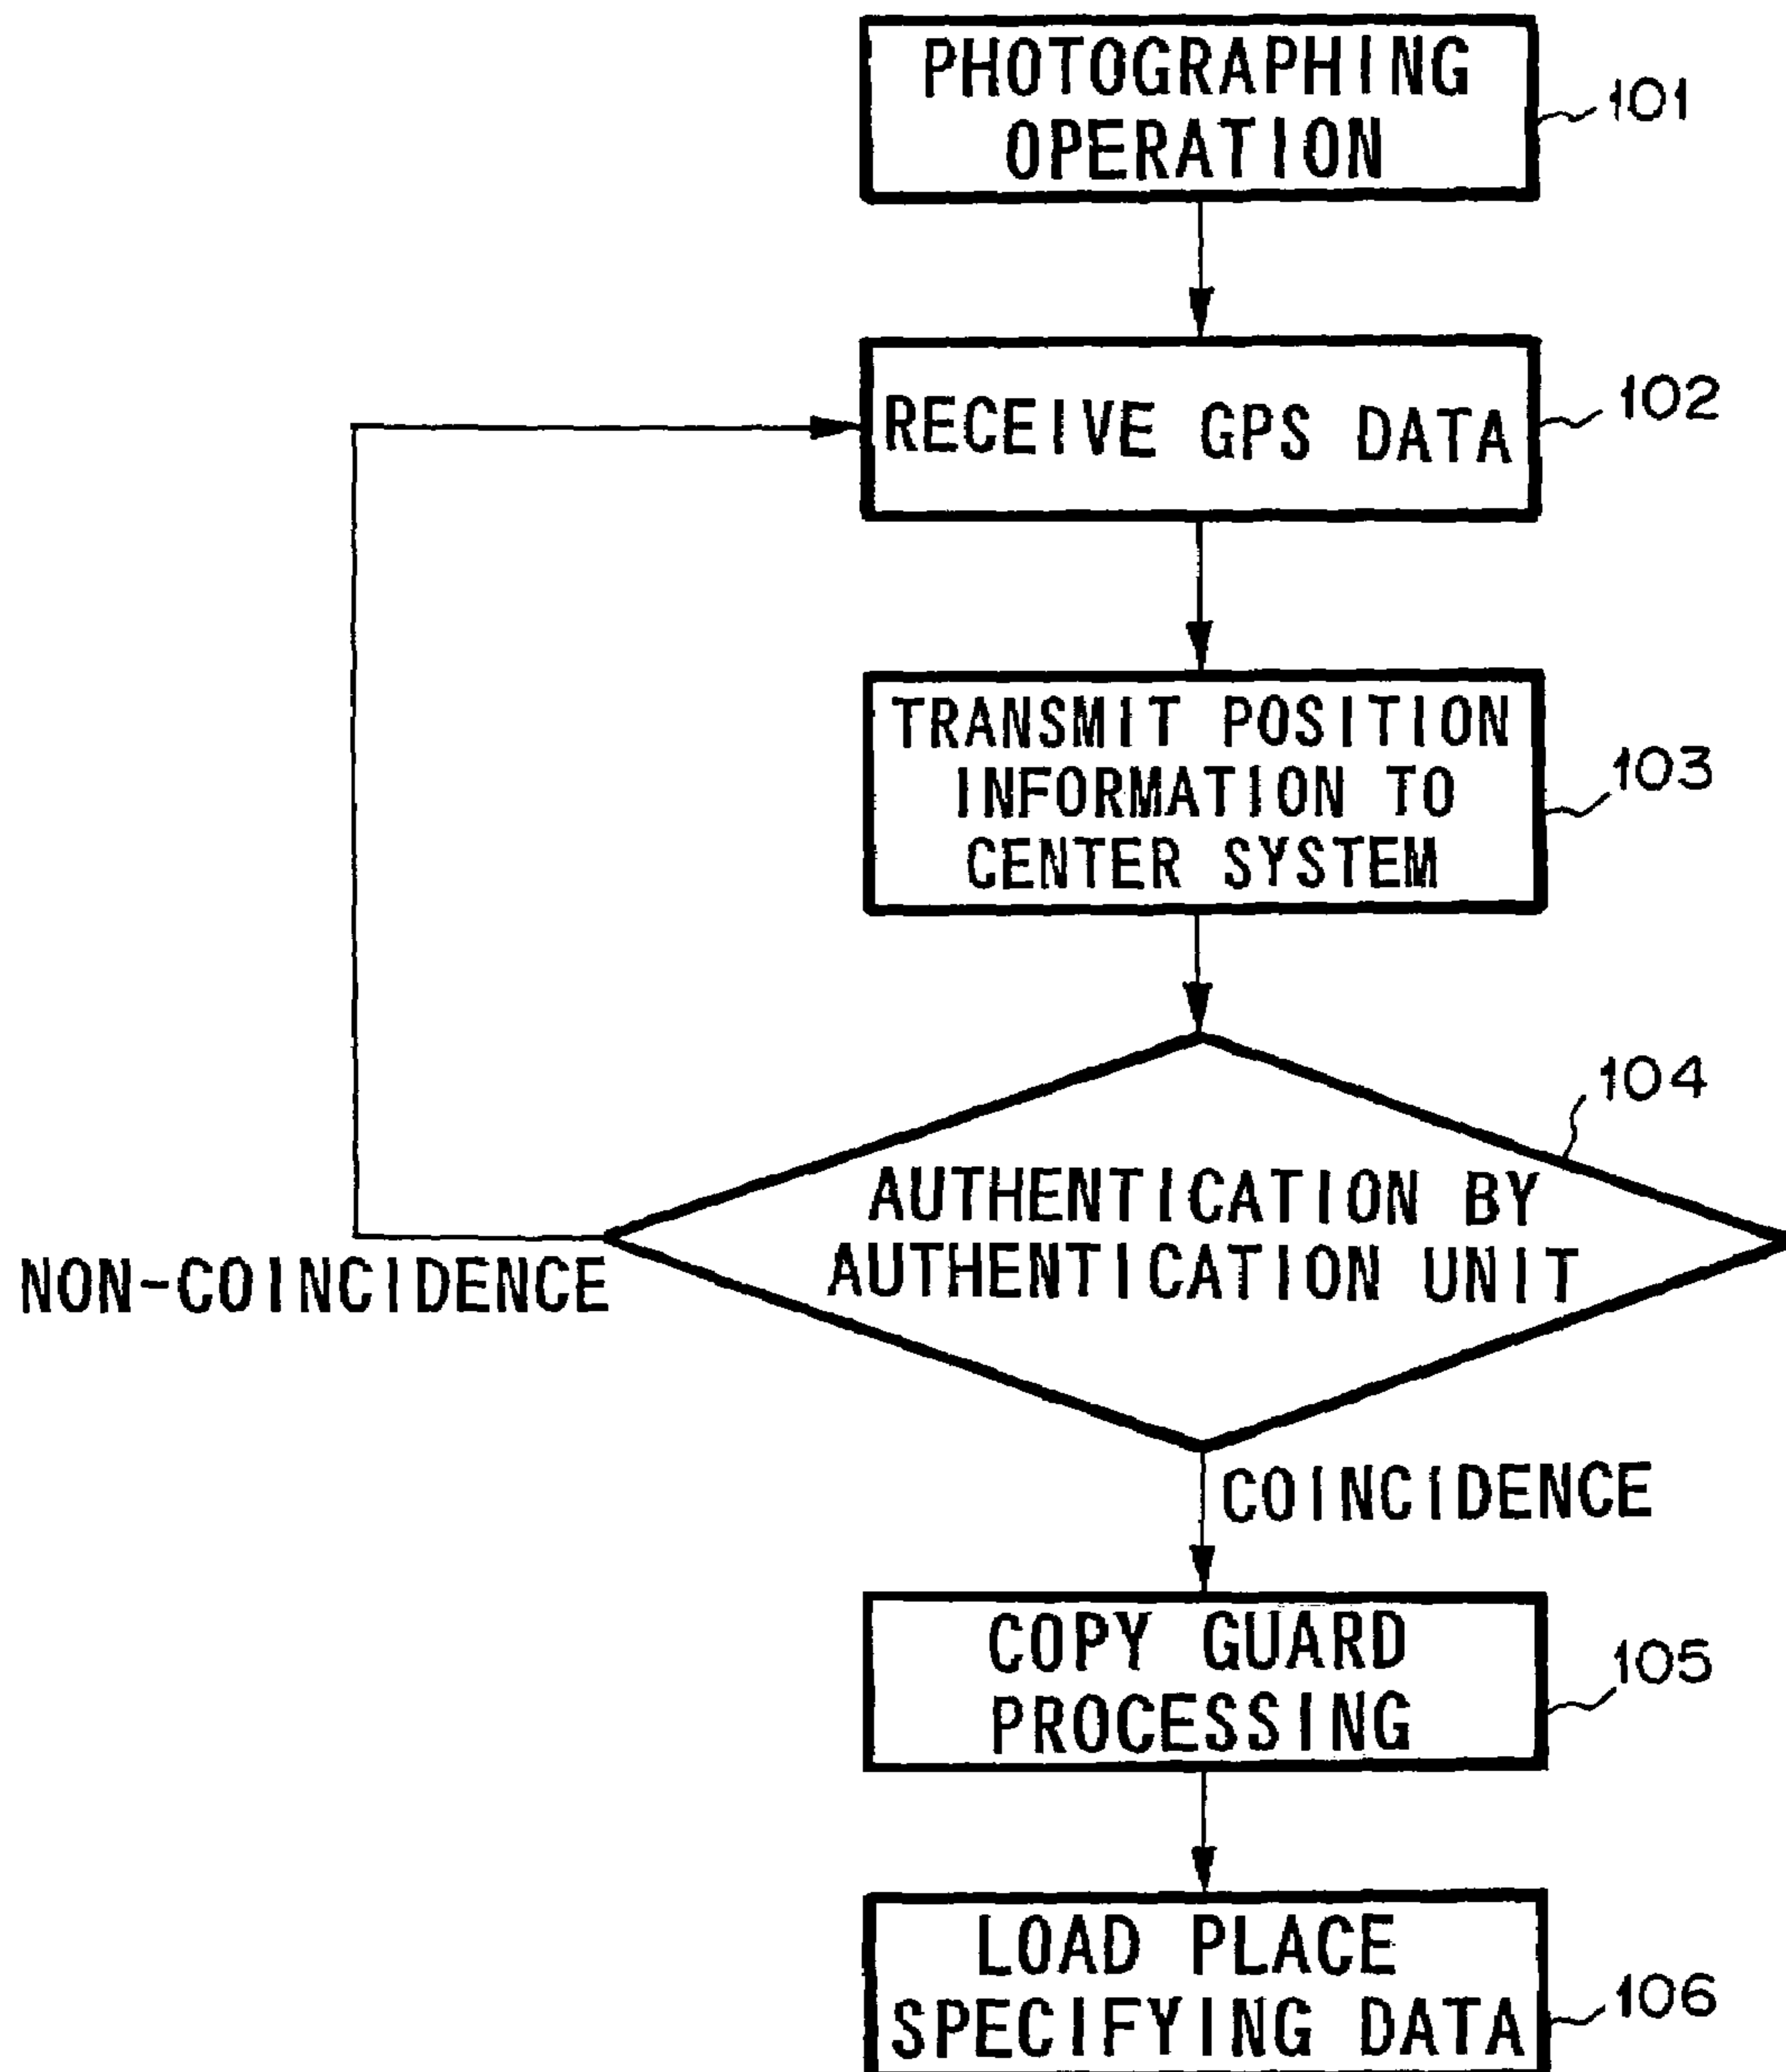 PHOTOGRAPHING
OPERATION
101
RECEIVE GPS DATA
102
TRANSMIT POSITION
INFORMATION TO
CENTER SYSTEM
103
104
AUTHENTICATION BY
AUTHENTICATION UNIT
NON-COINCIDENCE
COINCIDENCE
COPY GUARD
PROCESSING
105
LOAD PLACE
SPECIFYING DATA
106